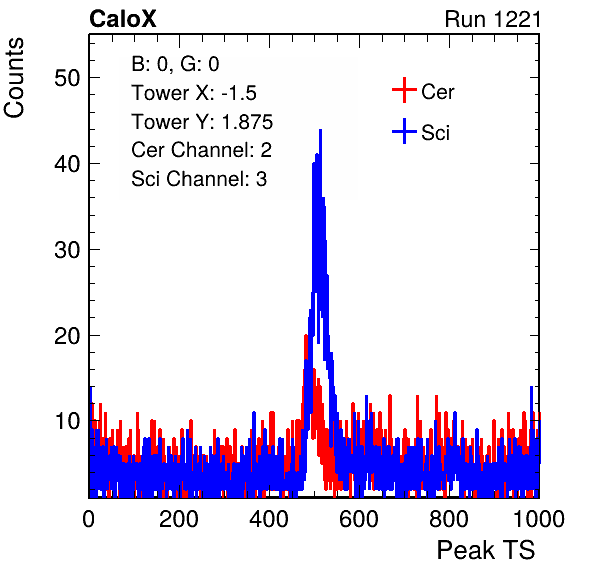 CaloX Run 1221
Counts
B: 0, G: 0
Tower X: -1.5
Tower Y: 1.875
Cer Channel: 2
Sci Channel: 3
Cer
Sci
50
40
30
20
10
0 200 400 600 800 1000
Peak TS